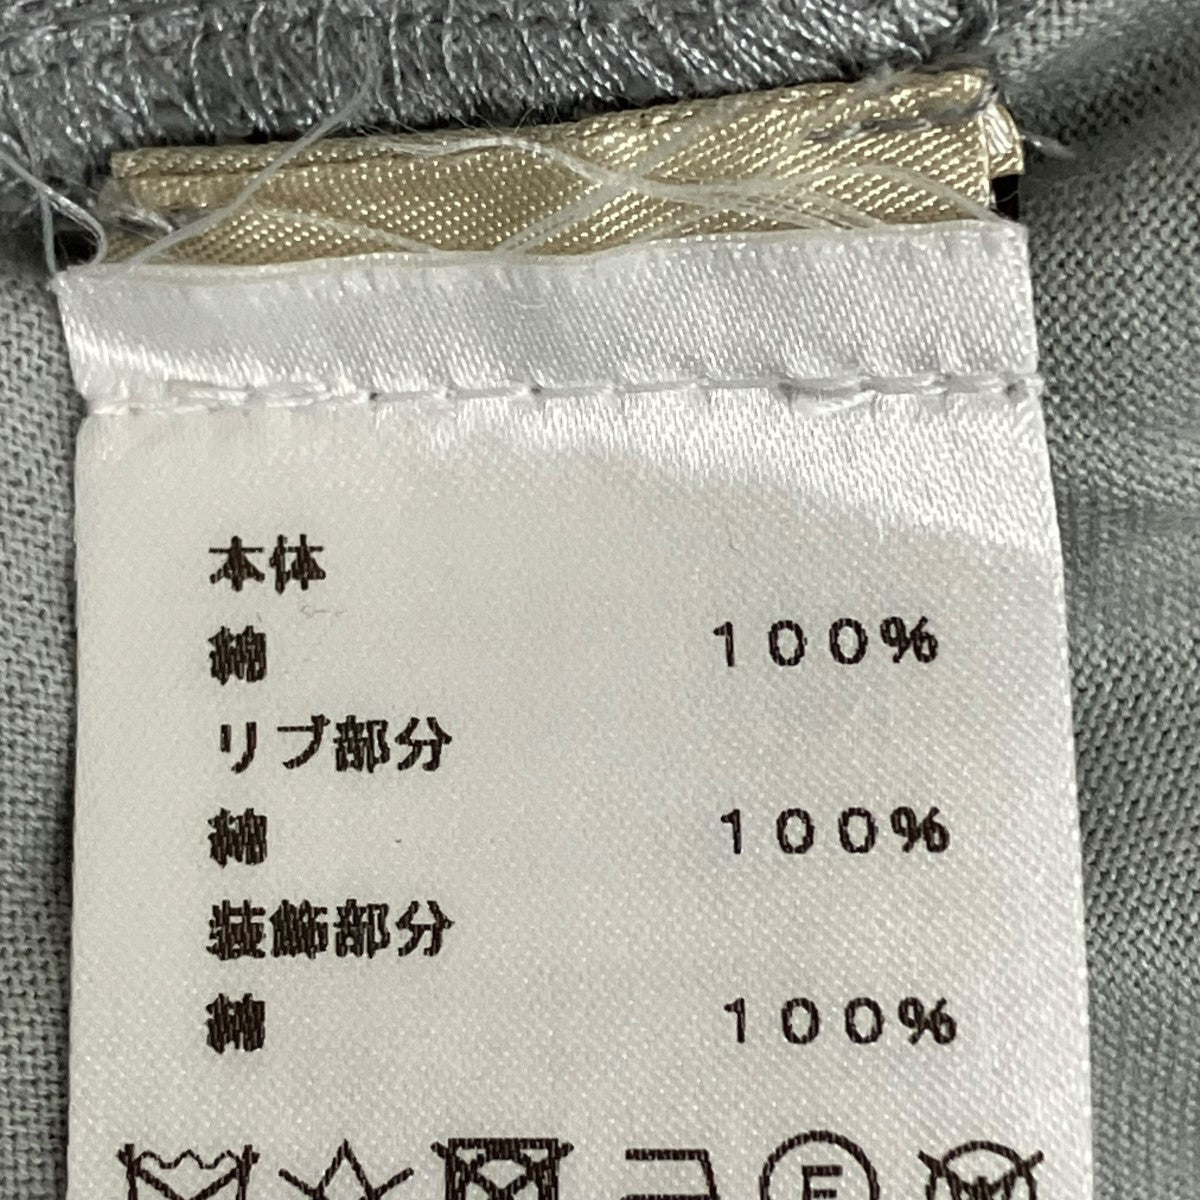 本体
綿 100%
リブ部分
綿 100%
装飾部分
綿 100%